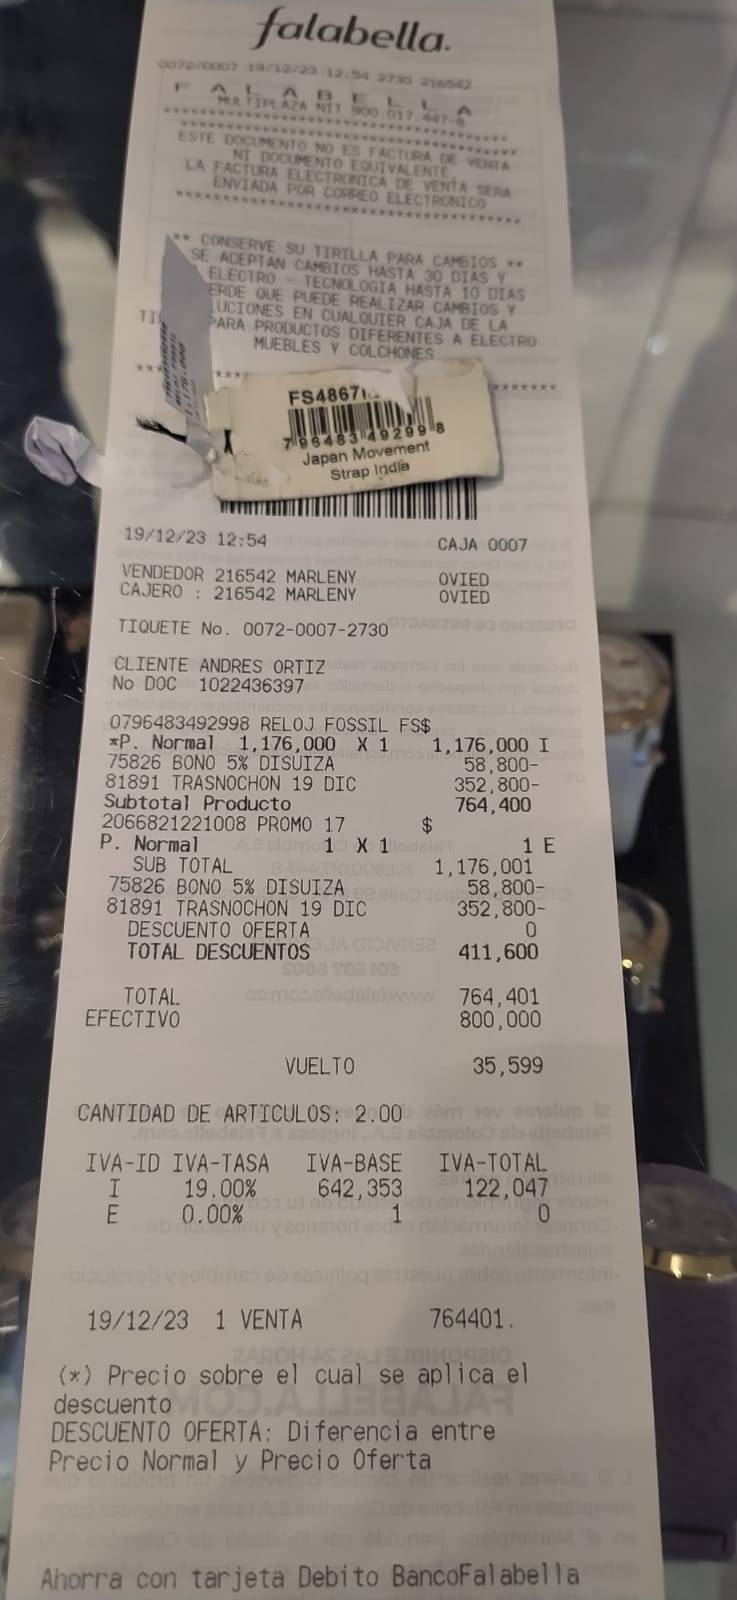 falabella.
0072/0007 19/12/23 12:54 2730 216542
F A L A B E L L A
MULTIPLAZA NIT 900.017.447-8
****************************************
****************************************
ESTE DOCUMENTO NO ES FACTURA DE VENTA
NI DOCUMENTO EQUIVALENTE,
LA FACTURA ELECTRONICA DE VENTA SERA
ENVIADA POR CORREO ELECTRONICO
****************************************
** CONSERVE SU TIRILLA PARA CAMBIOS **
SE ACEPTAN CAMBIOS HASTA 30 DIAS Y
ELECTRO - TECNOLOGIA HASTA 10 DIAS
ERDE QUE PUEDE REALIZAR CAMBIOS Y
LUCIONES EN CUALQUIER CAJA DE LA
TI PARA PRODUCTOS DIFERENTES A ELECTRO
MUEBLES Y COLCHONES
RELOJ FOSSIL
1,176,000
FS4867I
7 96483 49299 8
Japan Movement
Strap India
19/12/23 12:54 CAJA 0007
VENDEDOR 216542 MARLENY OVIED
CAJERO : 216542 MARLENY OVIED
TIQUETE No. 0072-0007-2730
CLIENTE ANDRES ORTIZ
No DOC 1022436397
0796483492998 RELOJ FOSSIL FS$
*P. Normal 1,176,000 X 1 1,176,000 I
75826 BONO 5% DISUIZA 58,800-
81891 TRASNOCHON 19 DIC 352,800-
Subtotal Producto 764,400
2066821221008 PROMO 17 $
P. Normal 1 X 1 1 E
SUB TOTAL 1,176,001
75826 BONO 5% DISUIZA 58,800-
81891 TRASNOCHON 19 DIC 352,800-
DESCUENTO OFERTA 0
TOTAL DESCUENTOS 411,600
TOTAL 764,401
EFECTIVO 800,000
VUELTO 35,599
CANTIDAD DE ARTICULOS: 2.00
IVA-ID IVA-TASA IVA-BASE IVA-TOTAL
I 19.00% 642,353 122,047
E 0.00% 1 0
19/12/23 1 VENTA 764401.
(*) Precio sobre el cual se aplica el
descuento
DESCUENTO OFERTA: Diferencia entre
Precio Normal y Precio Oferta
Ahorra con tarjeta Debito BancoFalabella